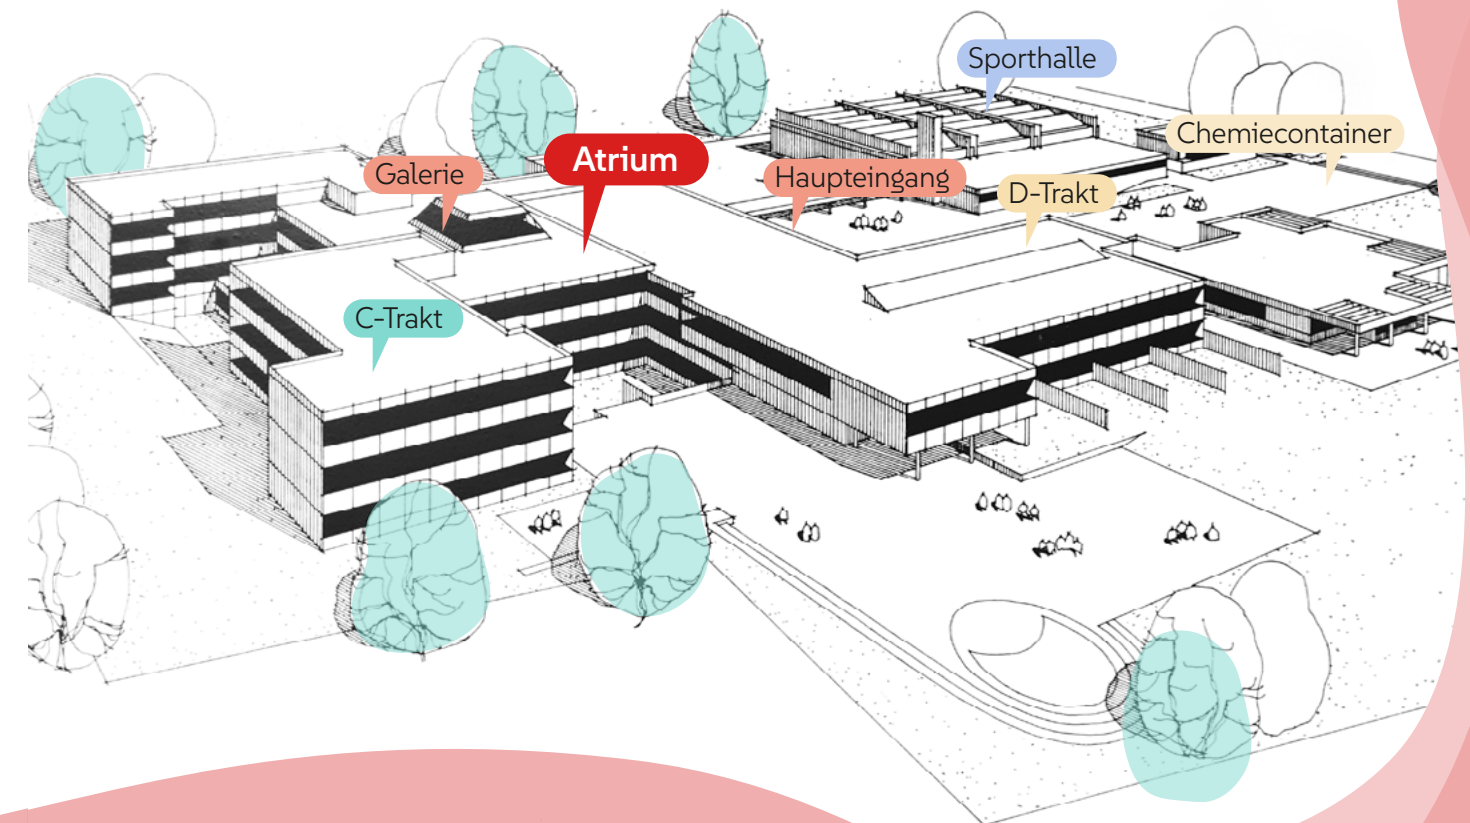 Sporthalle
Chemiecontainer
Atrium
Galerie
Haupteingang
D-Trakt
C-Trakt